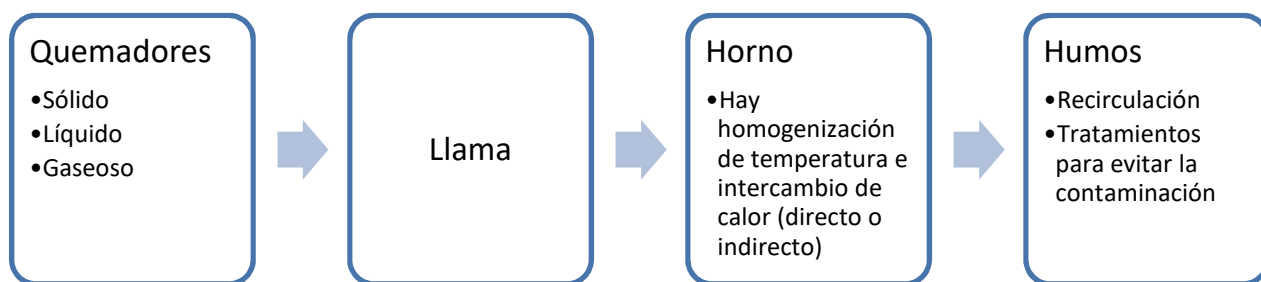 Quemadores
•Sólido
•Líquido
•Gaseoso
Llama
Horno
•Hay
homogenización
de temperatura e
intercambio de
calor (directo o
indirecto)
Humos
•Recirculación
•Tratamientos
para evitar la
contaminación